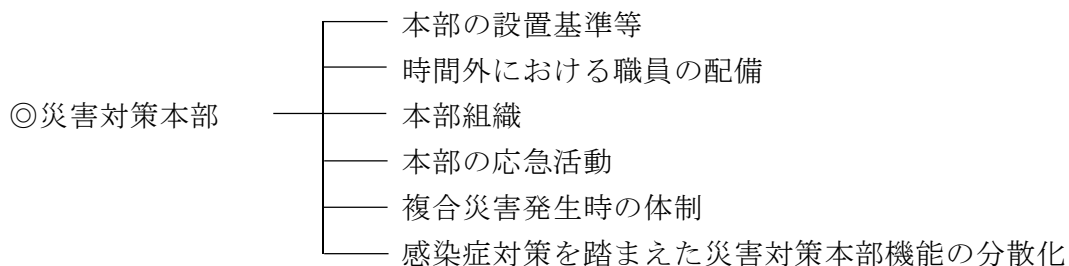 本部の設置基準等
時間外における職員の配備
◎災害対策本部 本部組織
本部の応急活動
複合災害発生時の体制
感染症対策を踏まえた災害対策本部機能の分散化